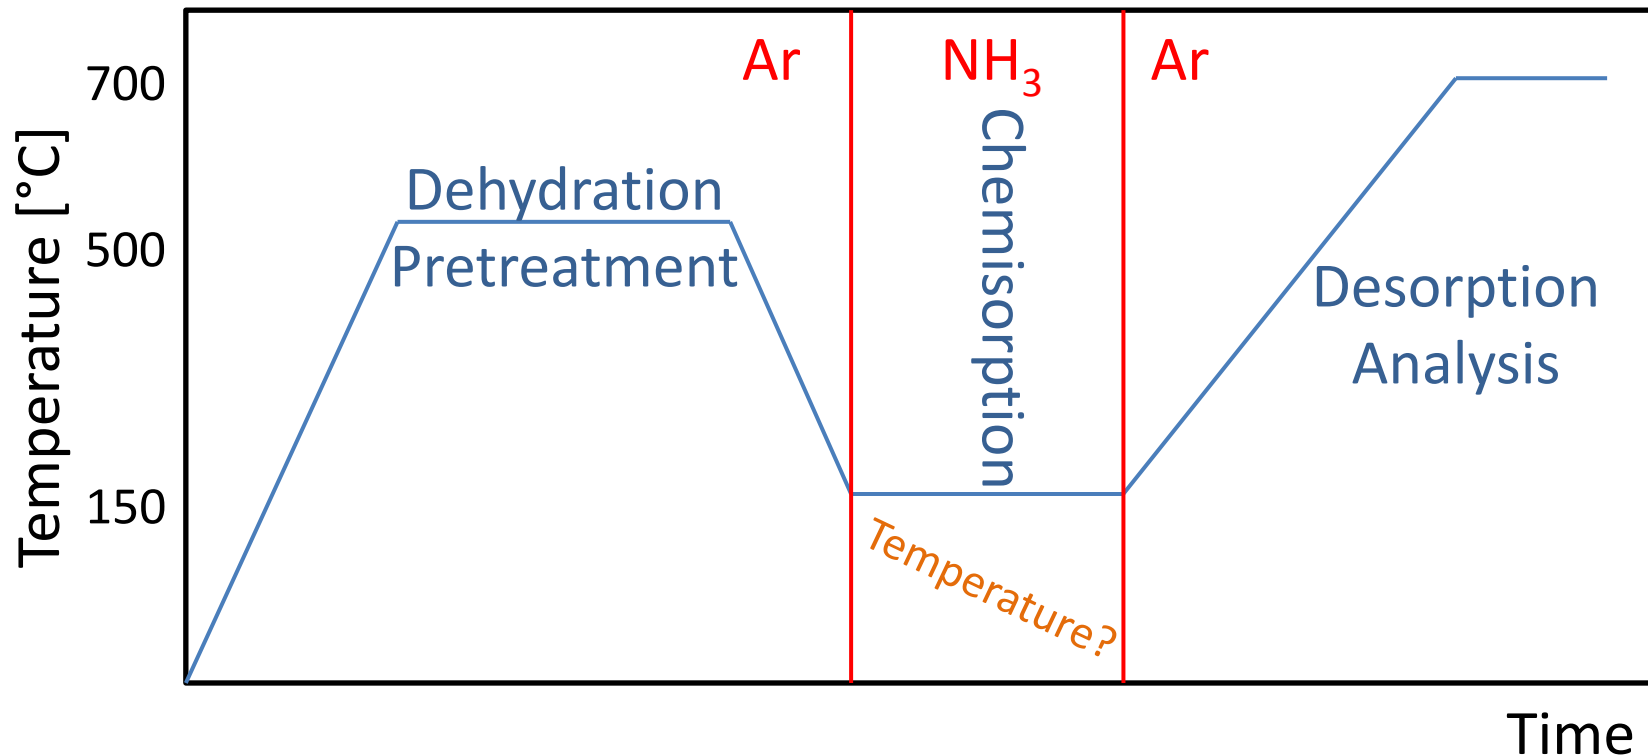 Temperature [°C]
700
500
150
Ar
NH₃
Ar
Dehydration
Pretreatment
Chemisorption
Temperature?
Desorption
Analysis
Time